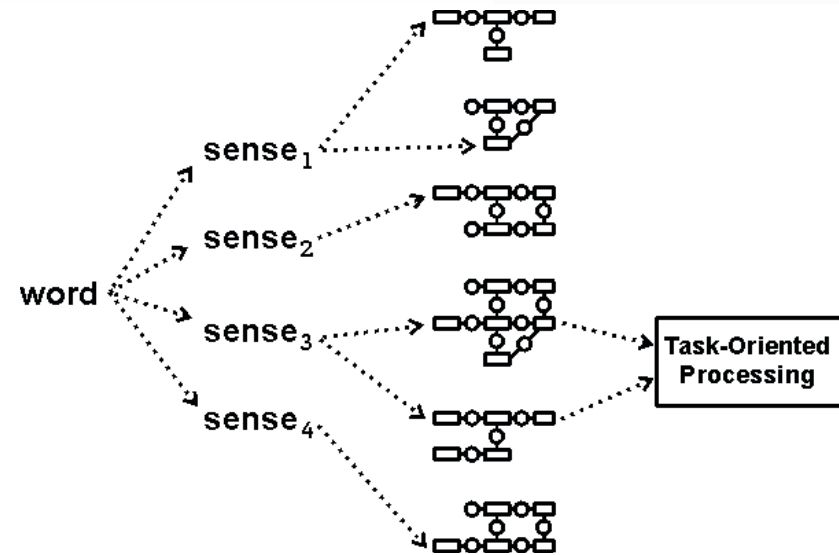 sense₁
sense₂
word
sense₃
Task-Oriented
Processing
sense₄